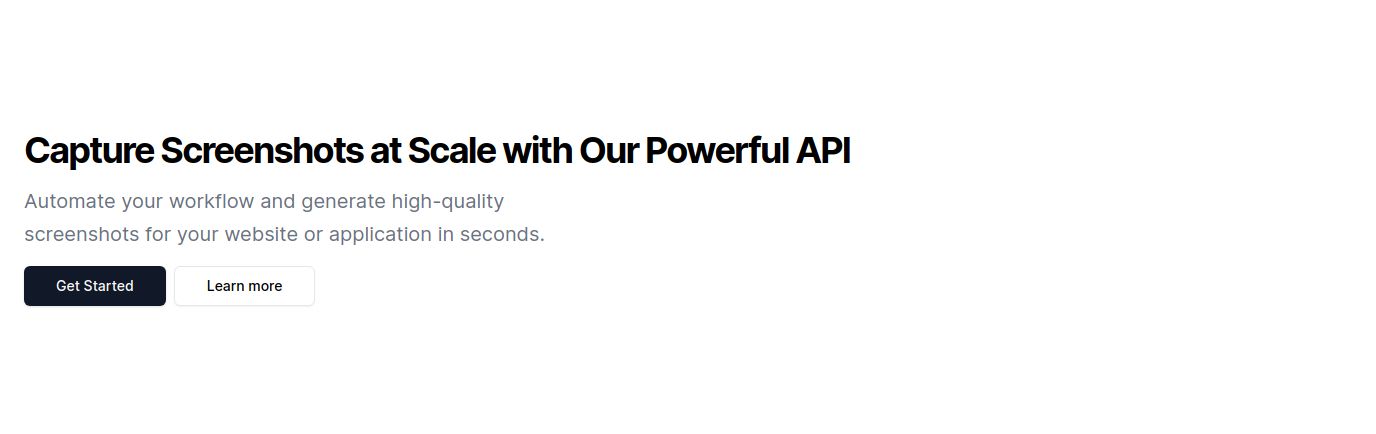 Capture Screenshots at Scale with Our Powerful API
Automate your workflow and generate high-quality
screenshots for your website or application in seconds.
Get Started
Learn more